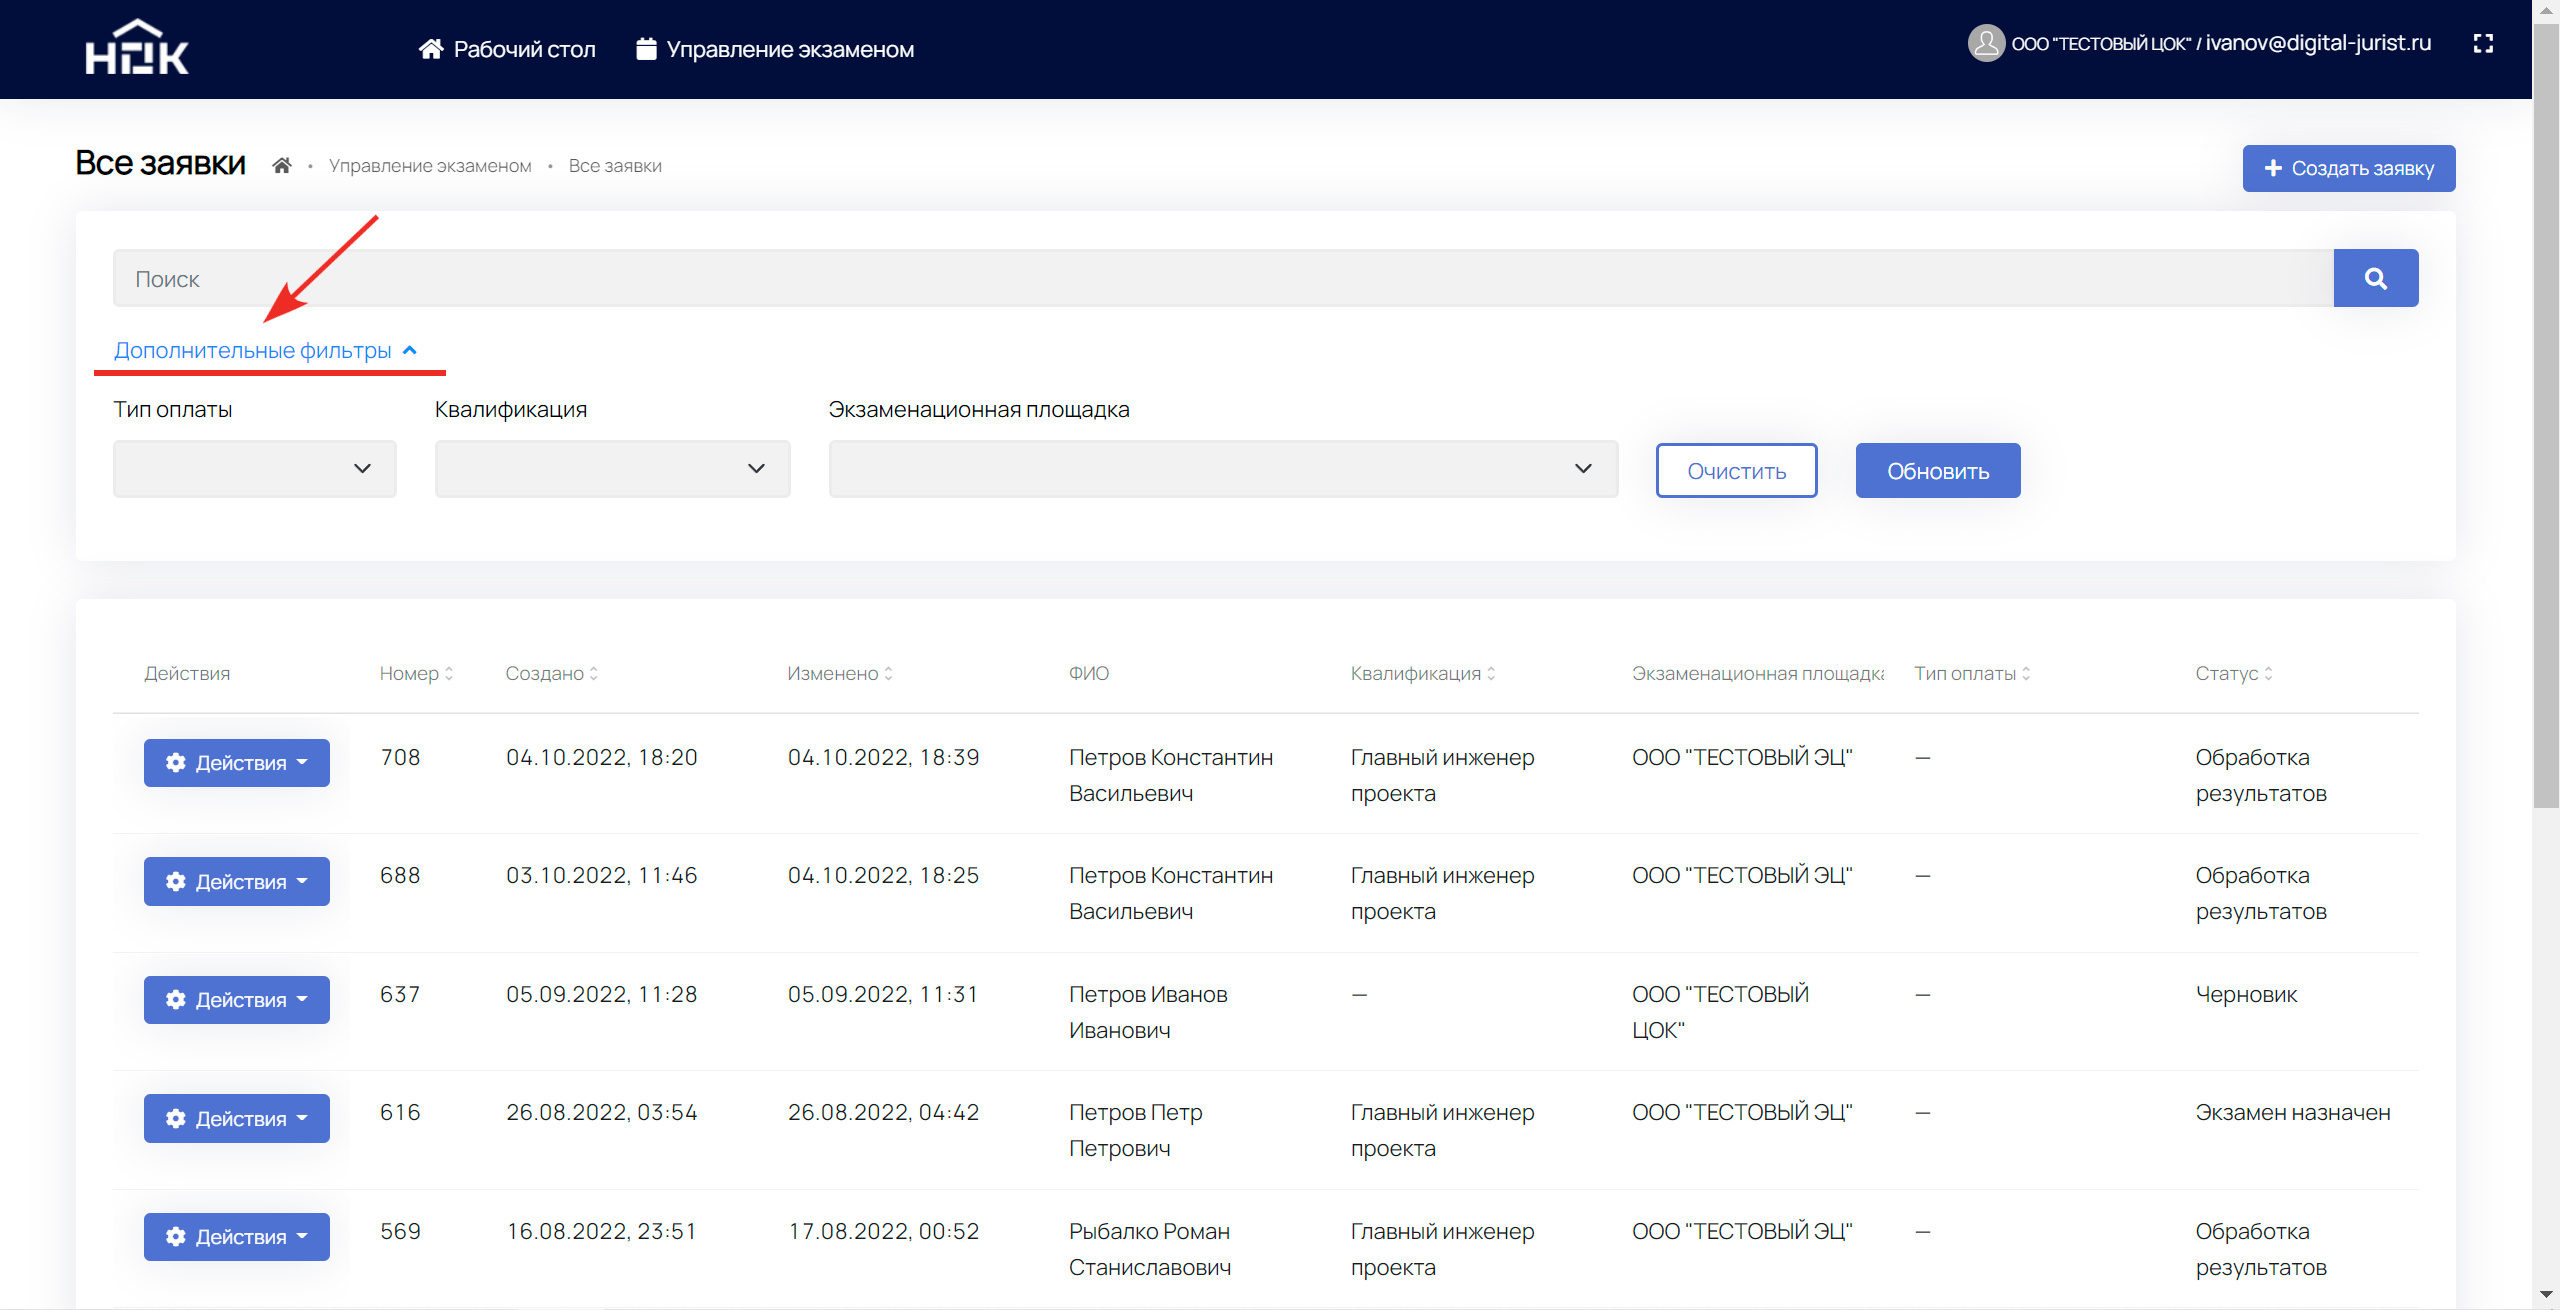 НОК
Рабочий стол
Управление экзаменом
ООО "ТЕСТОВЫЙ ЦОК" / ivanov@digital-jurist.ru
Все заявки
Управление экзаменом • Все заявки
Создать заявку
Поиск
Дополнительные фильтры
Тип оплаты
Квалификация
Экзаменационная площадка
Очистить
Обновить
Действия Номер Создано Изменено ФИО Квалификация Экзаменационная площадка Тип оплаты Статус
Действия 708 04.10.2022, 18:20 04.10.2022, 18:39 Петров Константин Главный инженер ООО "ТЕСТОВЫЙ ЭЦ" — Обработка
Васильевич проекта результатов
Действия 688 03.10.2022, 11:46 04.10.2022, 18:25 Петров Константин Главный инженер ООО "ТЕСТОВЫЙ ЭЦ" — Обработка
Васильевич проекта результатов
Действия 637 05.09.2022, 11:28 05.09.2022, 11:31 Петров Иванов — ООО "ТЕСТОВЫЙ — Черновик
Иванович ЦОК"
Действия 616 26.08.2022, 03:54 26.08.2022, 04:42 Петров Петр Главный инженер ООО "ТЕСТОВЫЙ ЭЦ" — Экзамен назначен
Петрович проекта
Действия 569 16.08.2022, 23:51 17.08.2022, 00:52 Рыбалко Роман Главный инженер ООО "ТЕСТОВЫЙ ЭЦ" — Обработка
Станиславович проекта результатов